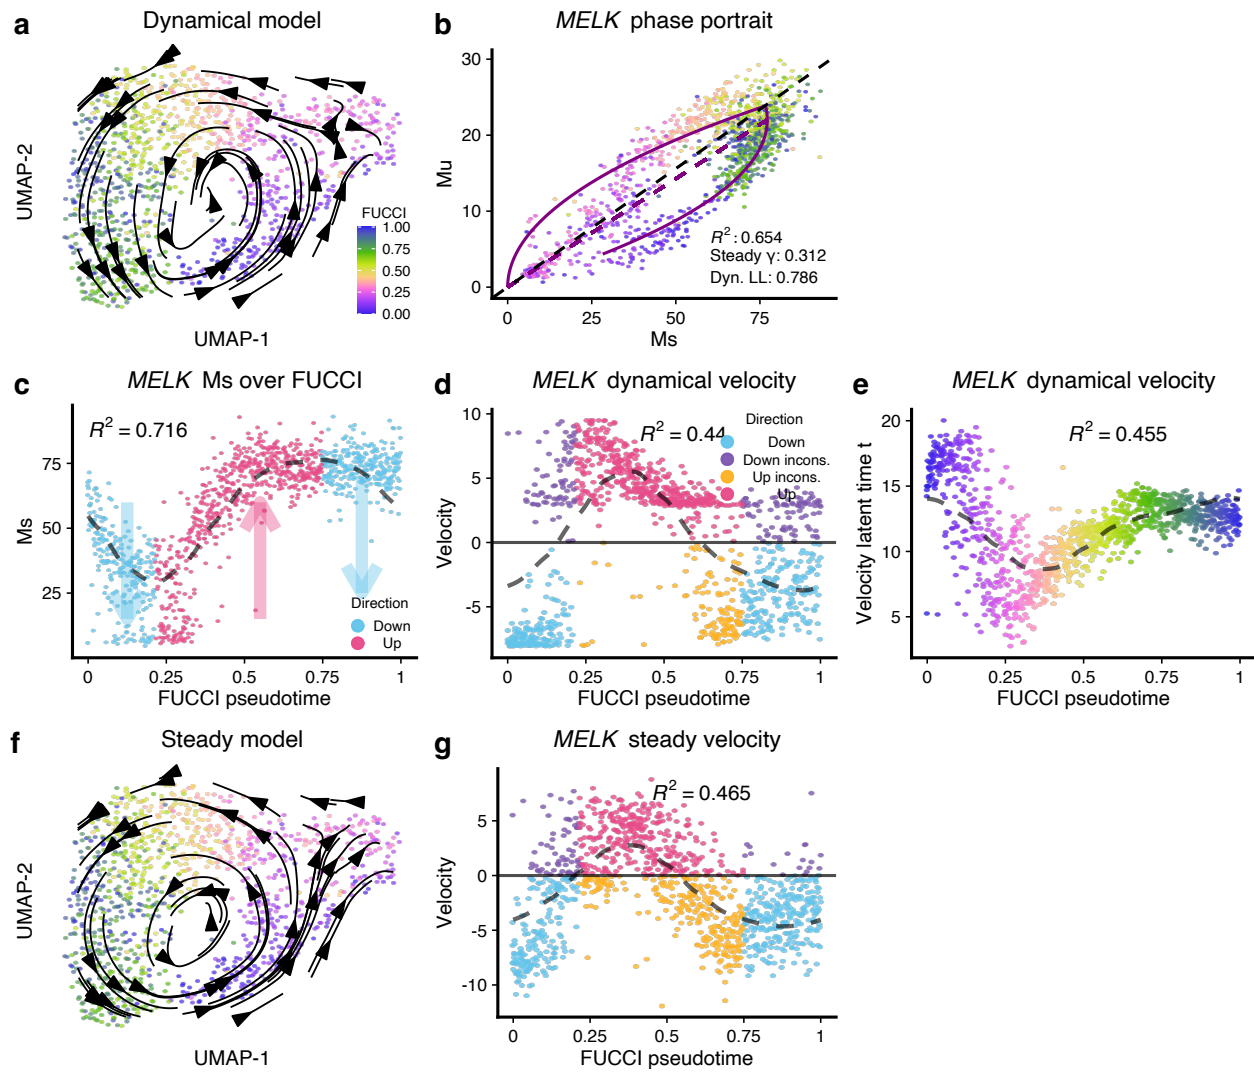 a
Dynamical model
UMAP-2
UMAP-1
FUCCI
1.00
0.75
0.50
0.25
0.00
b
MELK phase portrait
Mu
30
20
10
0
R²: 0.654
Steady γ: 0.312
Dyn. LL: 0.786
0 25 50 75
Ms
c
MELK Ms over FUCCI
R² = 0.716
Ms
75
50
25
Direction
Down
Up
0 0.25 0.5 0.75 1
FUCCI pseudotime
d
MELK dynamical velocity
Velocity
10
5
0
-5
R² = 0.44
Direction
Down
Down incons.
Up incons.
Up
0 0.25 0.5 0.75 1
FUCCI pseudotime
e
MELK dynamical velocity
R² = 0.455
Velocity latent time t
20
15
10
5
0 0.25 0.5 0.75 1
FUCCI pseudotime
f
Steady model
UMAP-2
UMAP-1
g
MELK steady velocity
R² = 0.465
Velocity
5
0
-5
-10
0 0.25 0.5 0.75 1
FUCCI pseudotime